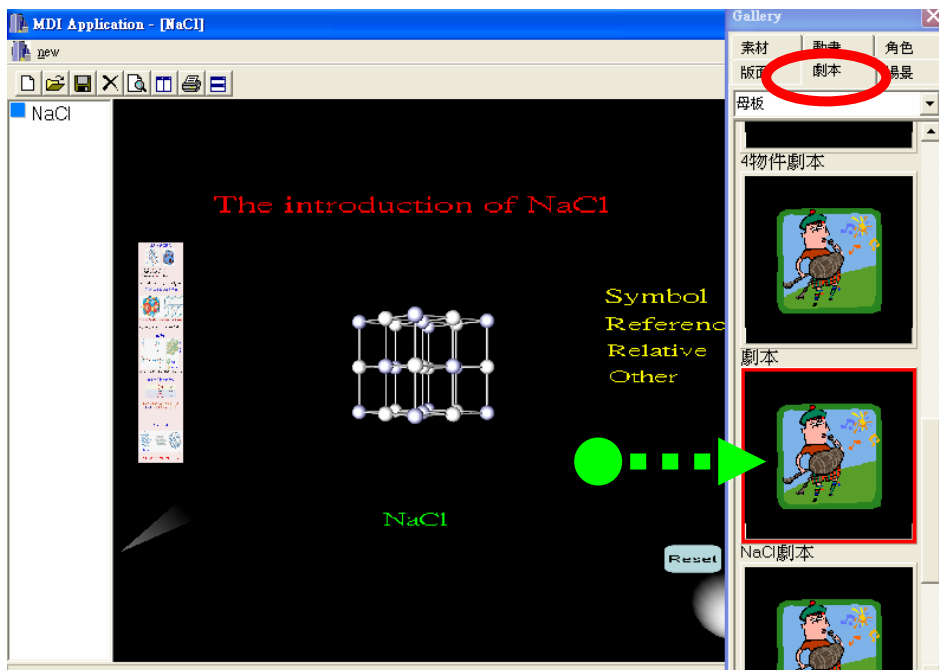 MDI Application - [NaCl]
new
NaCl
The introduction of NaCl
Symbol
Referenc
Relative
Other
NaCl
Reset
Gallery
素材 動畫 角色
版面 劇本 場景
母板
4物件劇本
劇本
NaCl劇本